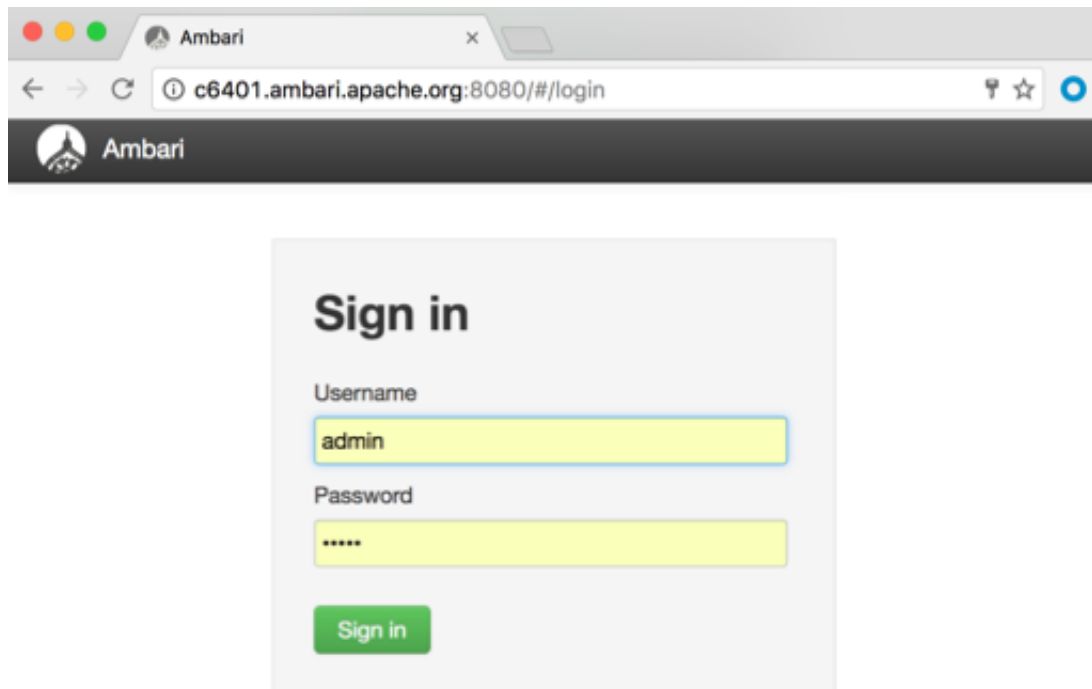 Ambari
c6401.ambari.apache.org:8080/#/login
Ambari
Sign in
Username
admin
Password
•••••
Sign in